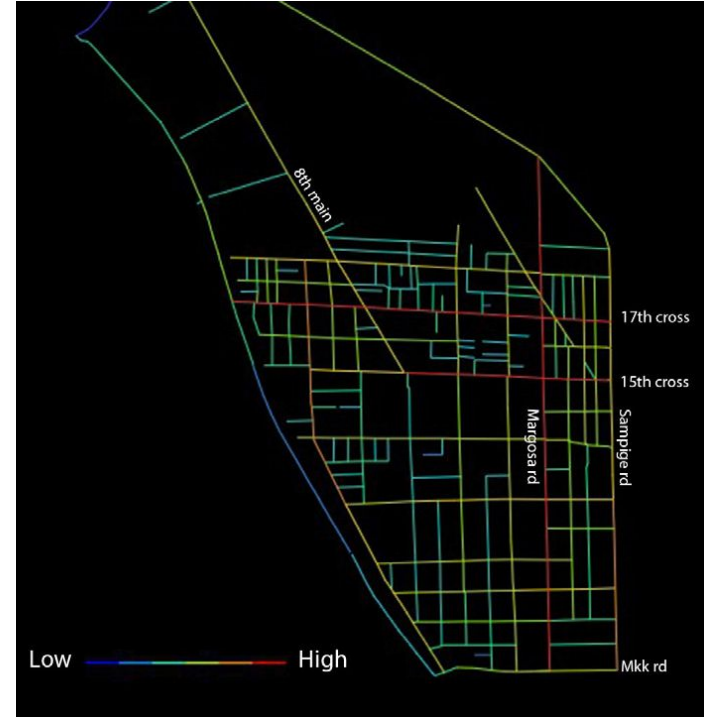 8th main
17th cross
15th cross
Margosa rd
Sampige rd
Low
High
Mkk rd